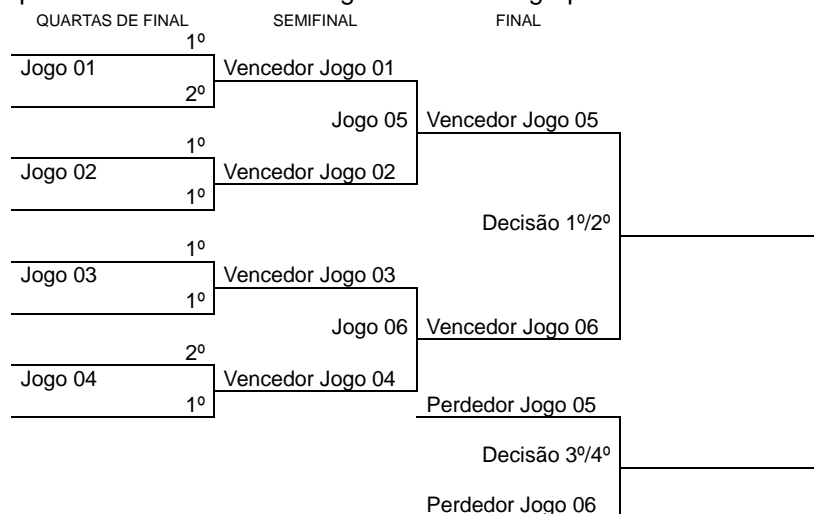 QUARTAS DE FINAL SEMIFINAL FINAL
1º
Jogo 01 Vencedor Jogo 01
2º
Jogo 05 Vencedor Jogo 05
1º
Jogo 02 Vencedor Jogo 02
1º
Decisão 1º/2º
1º
Jogo 03 Vencedor Jogo 03
1º
Jogo 06 Vencedor Jogo 06
2º
Jogo 04 Vencedor Jogo 04
1º
Perdedor Jogo 05
Decisão 3º/4º
Perdedor Jogo 06